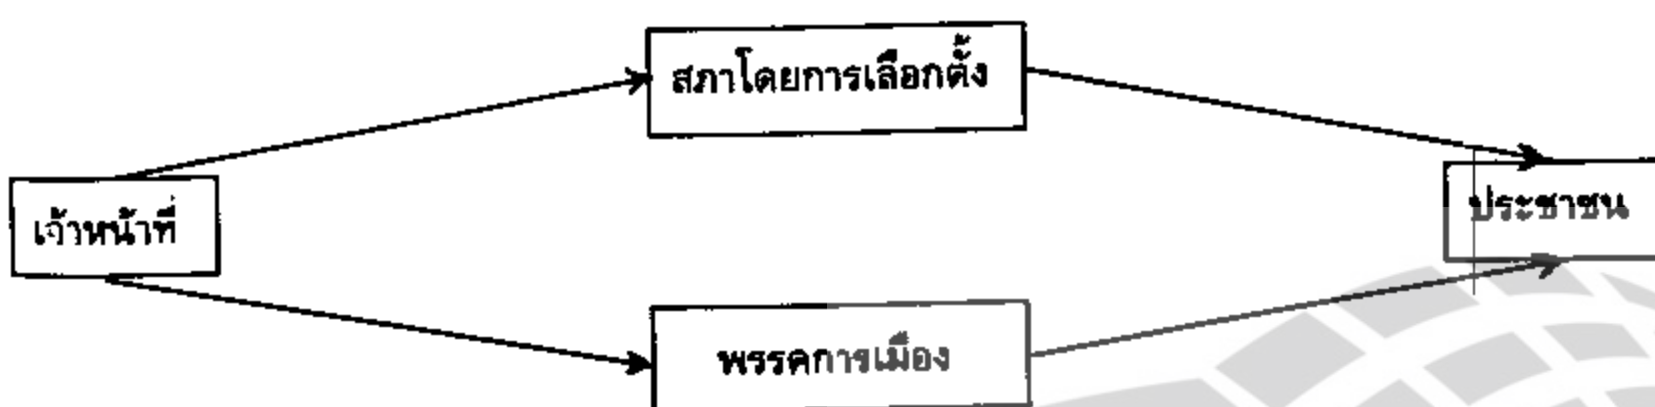 สภาโดยการเลือกตั้ง
เจ้าหน้าที่
ประชาชน
พรรคการเมือง